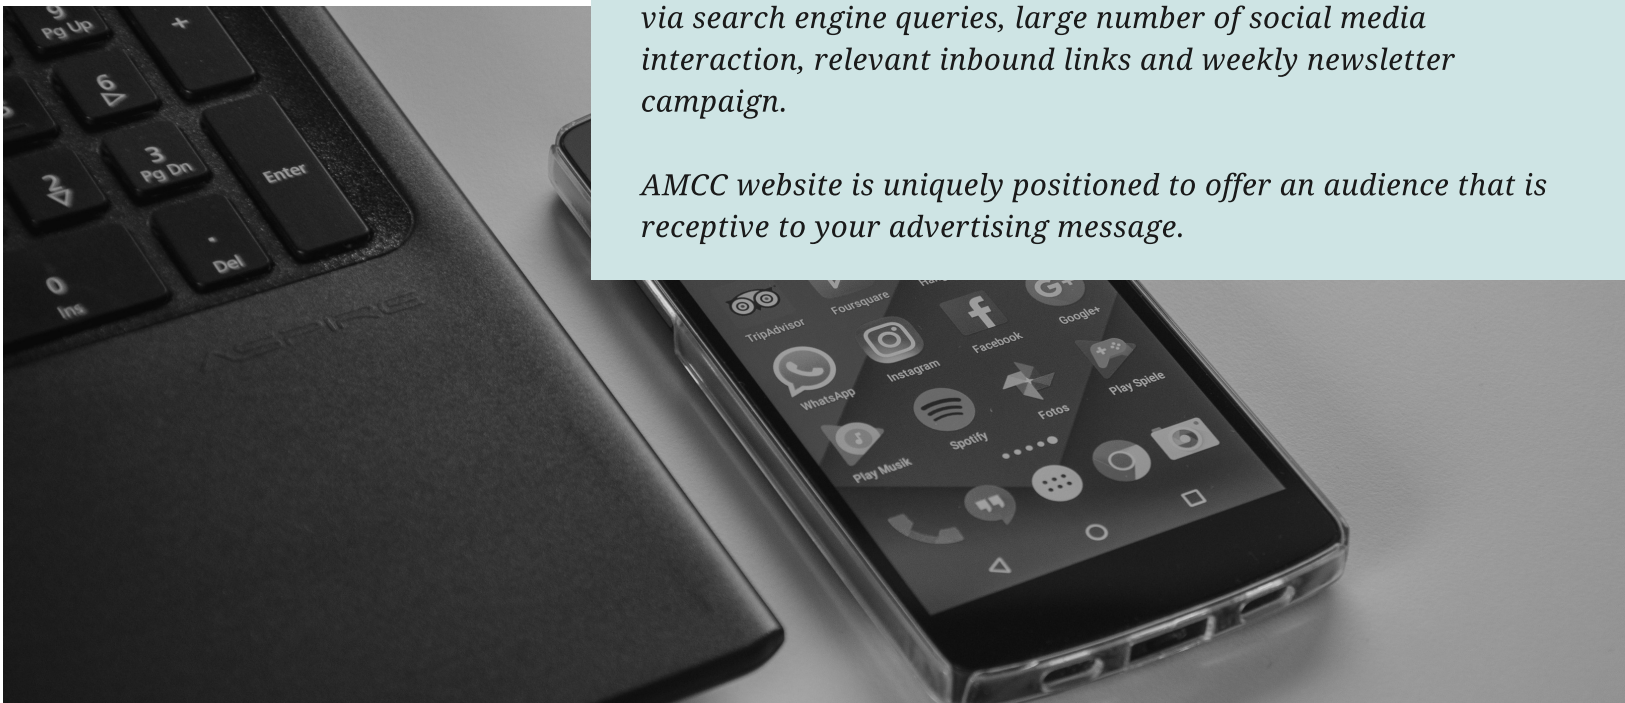 via search engine queries, large number of social media
interaction, relevant inbound links and weekly newsletter
campaign.
AMCC website is uniquely positioned to offer an audience that is
receptive to your advertising message.
9
Pg Up
+
6
3
Pg Dn
Enter
2
.
Del
0
Ins
ASPIRE
TripAdvisor
Foursquare
Facebook
Google+
WhatsApp
Instagram
Play Spiele
Fotos
Spotify
Play Musik